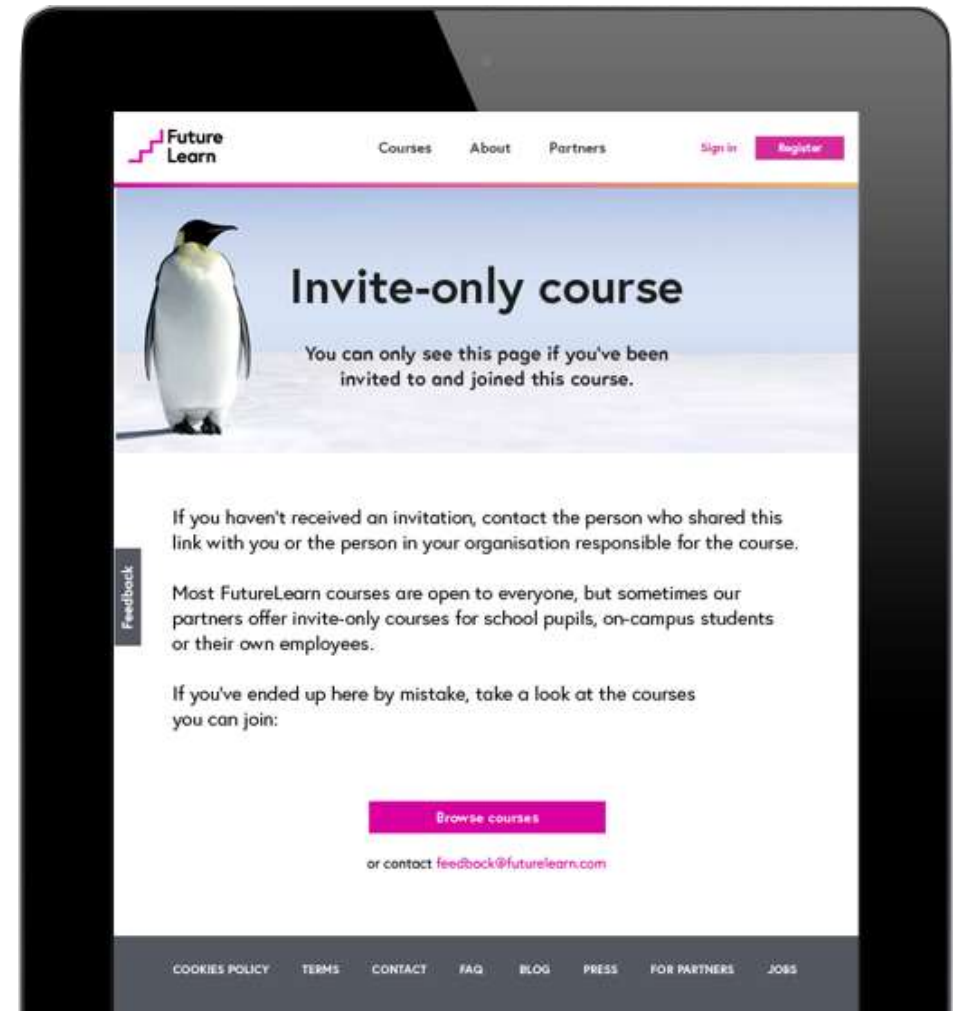 Future
Learn
Courses About Partners Sign in Register
Invite-only course
You can only see this page if you've been
invited to and joined this course.
If you haven't received an invitation, contact the person who shared this
link with you or the person in your organisation responsible for the course.
Feedback
Most FutureLearn courses are open to everyone, but sometimes our
partners offer invite-only courses for school pupils, on-campus students
or their own employees.
If you've ended up here by mistake, take a look at the courses
you can join:
Browse courses
or contact feedback@futurelearn.com
COOKIES POLICY TERMS CONTACT FAQ BLOG PRESS FOR PARTNERS JOBS